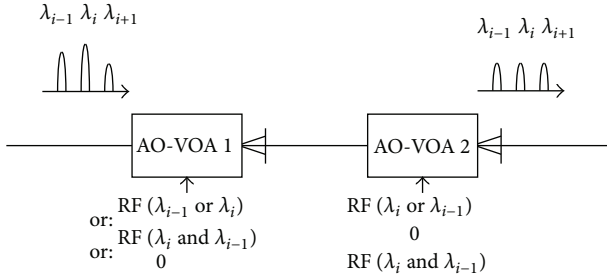 λi−1 λi λi+1
λi−1 λi λi+1
AO-VOA 1
AO-VOA 2
RF (λi−1 or λi)
or: RF (λi and λi−1)
or: 0
RF (λi or λi−1)
0
RF (λi and λi−1)